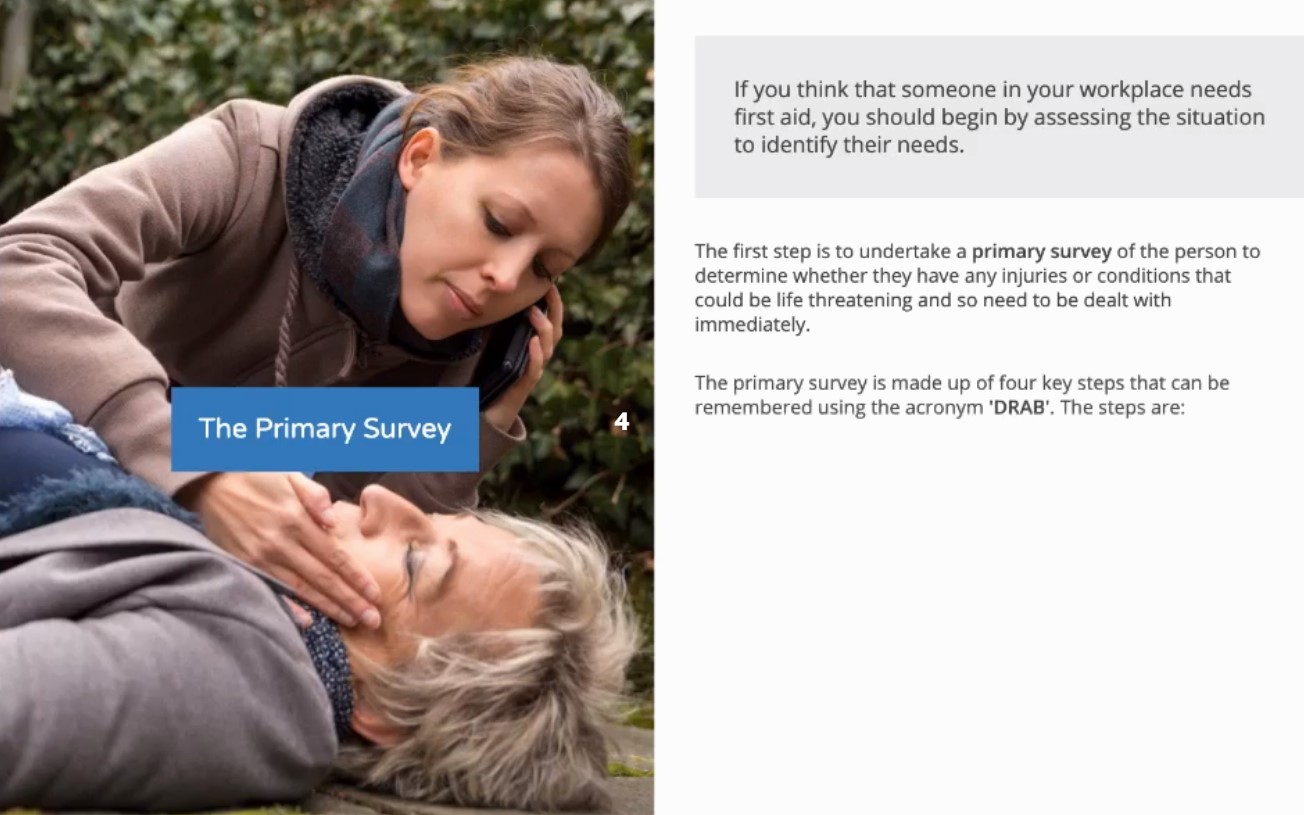 The Primary Survey
4
If you think that someone in your workplace needs
first aid, you should begin by assessing the situation
to identify their needs.
The first step is to undertake a primary survey of the person to
determine whether they have any injuries or conditions that
could be life threatening and so need to be dealt with
immediately.
The primary survey is made up of four key steps that can be
remembered using the acronym 'DRAB'. The steps are: